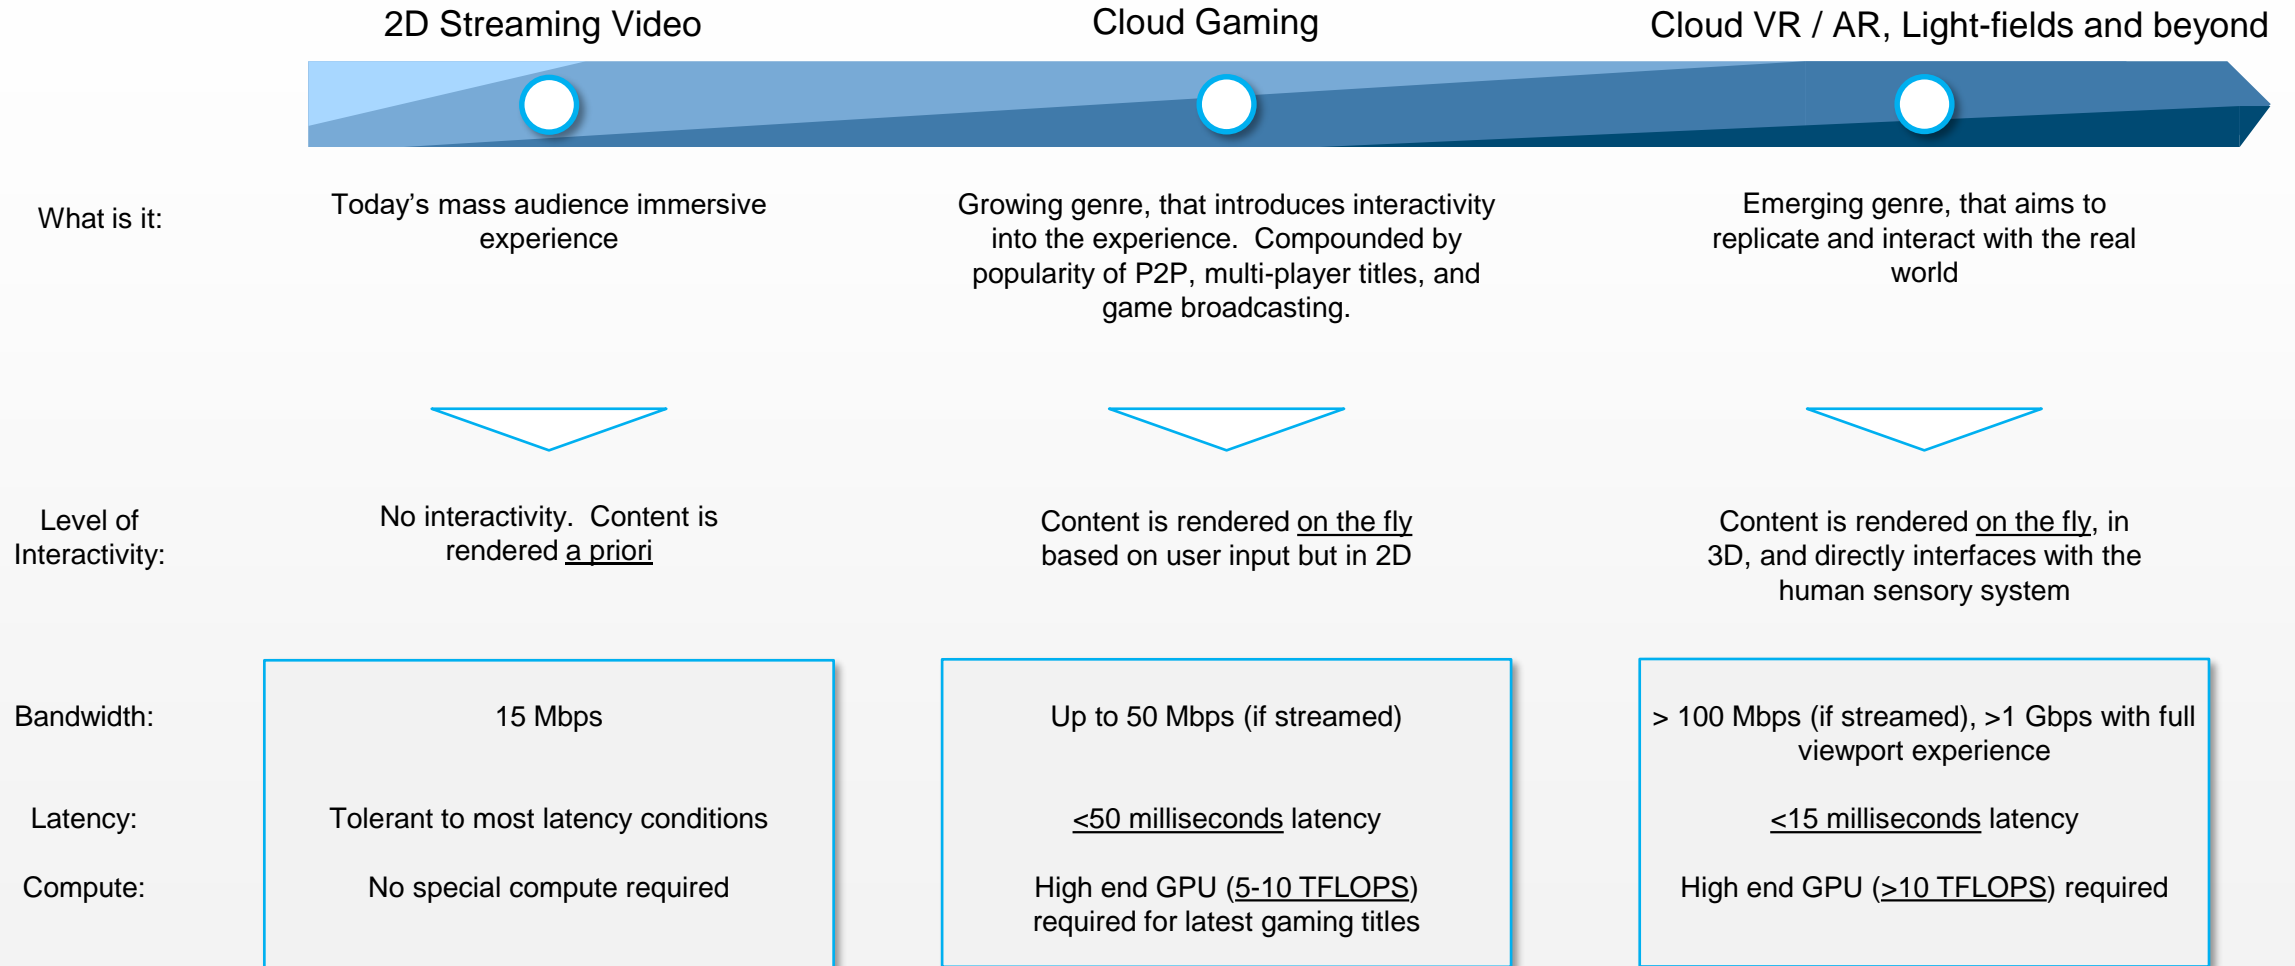 2D Streaming Video
Cloud Gaming
Cloud VR / AR, Light-fields and beyond
What is it:
Today's mass audience immersive
experience
Growing genre, that introduces interactivity
into the experience.  Compounded by
popularity of P2P, multi-player titles, and
game broadcasting.
Emerging genre, that aims to
replicate and interact with the real
world
Level of
Interactivity:
No interactivity.  Content is
rendered a priori
Content is rendered on the fly
based on user input but in 2D
Content is rendered on the fly, in
3D, and directly interfaces with the
human sensory system
Bandwidth:
15 Mbps
Up to 50 Mbps (if streamed)
> 100 Mbps (if streamed), >1 Gbps with full
viewport experience
Latency:
Tolerant to most latency conditions
<50 milliseconds latency
<15 milliseconds latency
Compute:
No special compute required
High end GPU (5-10 TFLOPS)
required for latest gaming titles
High end GPU (>10 TFLOPS) required